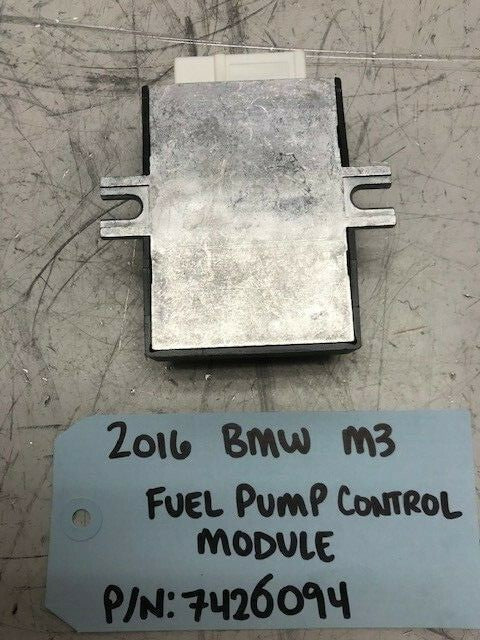 2016 BMW M3
FUEL PUMP CONTROL
MODULE
P/N: 7426094